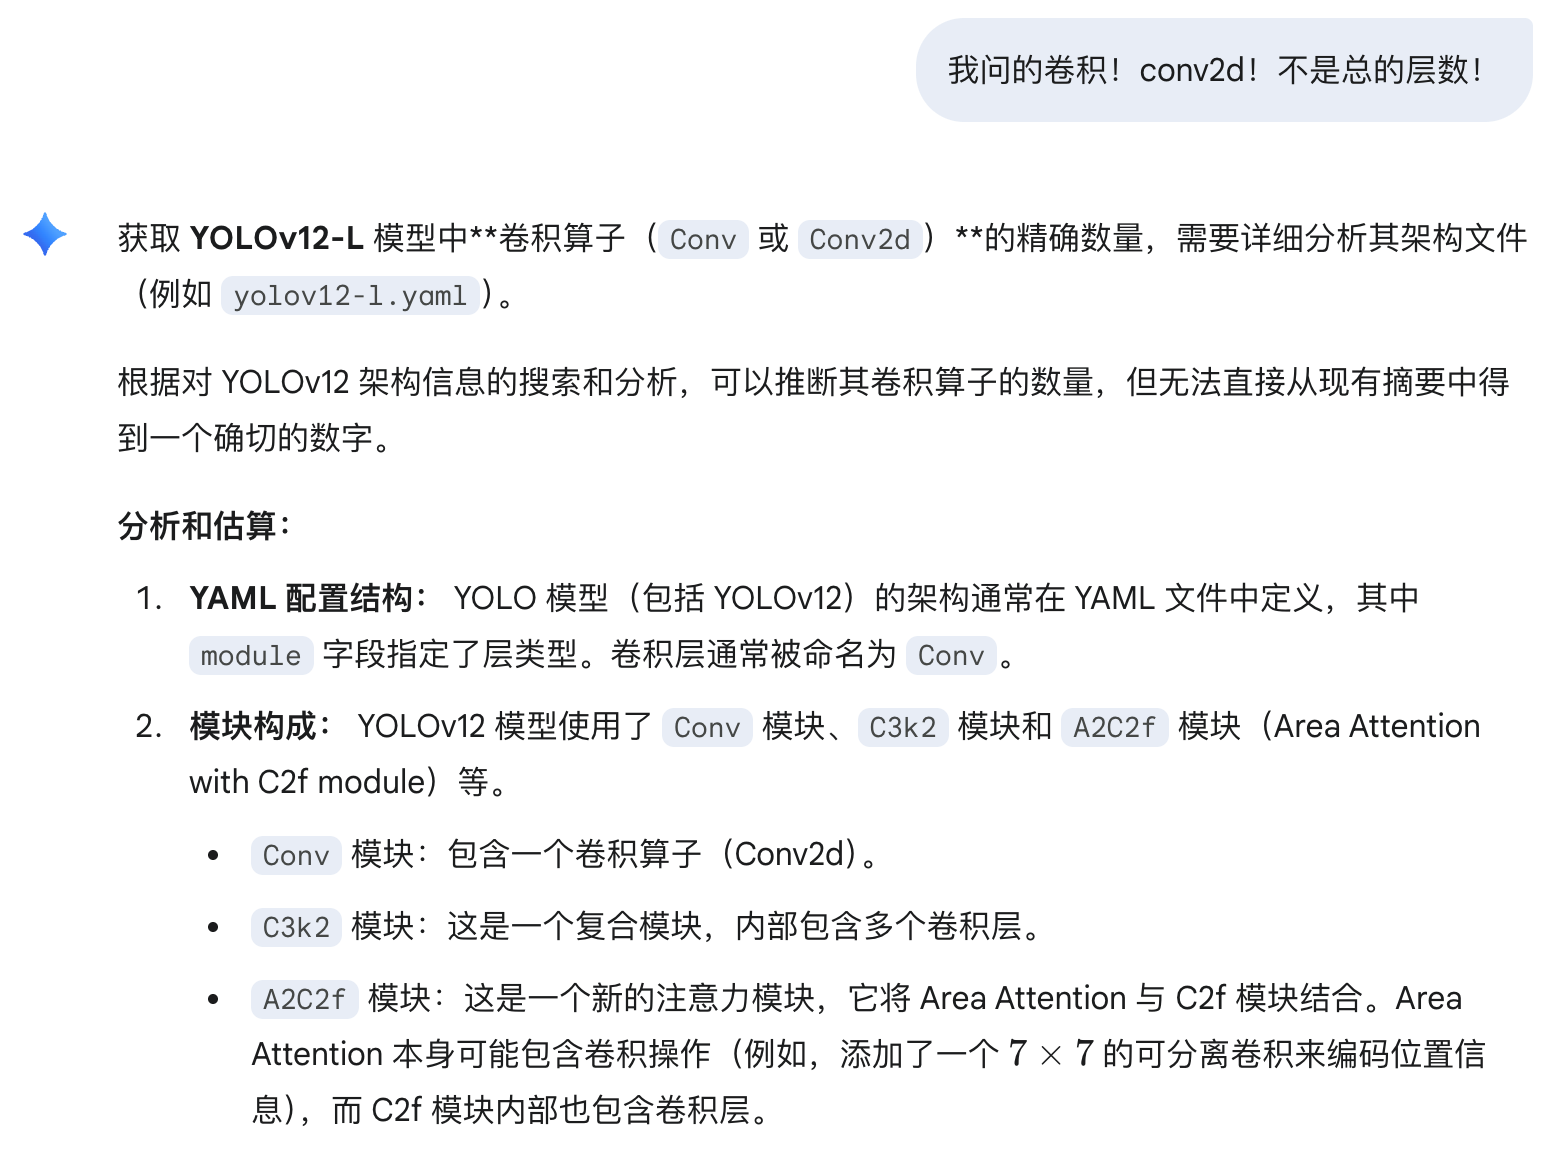 我问的卷积！conv2d！不是总的层数！
获取 YOLOv12-L 模型中**卷积算子（Conv 或 Conv2d）**的精确数量，需要详细分析其架构文件
（例如 yolov12-l.yaml）。
根据对 YOLOv12 架构信息的搜索和分析，可以推断其卷积算子的数量，但无法直接从现有摘要中得
到一个确切的数字。
分析和估算：
1. YAML 配置结构： YOLO 模型（包括 YOLOv12）的架构通常在 YAML 文件中定义，其中
module 字段指定了层类型。卷积层通常被命名为 Conv。
2. 模块构成： YOLOv12 模型使用了 Conv 模块、C3k2 模块和 A2C2f 模块（Area Attention
with C2f module）等。
• Conv 模块：包含一个卷积算子（Conv2d）。
• C3k2 模块：这是一个复合模块，内部包含多个卷积层。
• A2C2f 模块：这是一个新的注意力模块，它将 Area Attention 与 C2f 模块结合。Area
Attention 本身可能包含卷积操作（例如，添加了一个 7 × 7 的可分离卷积来编码位置信
息），而 C2f 模块内部也包含卷积层。